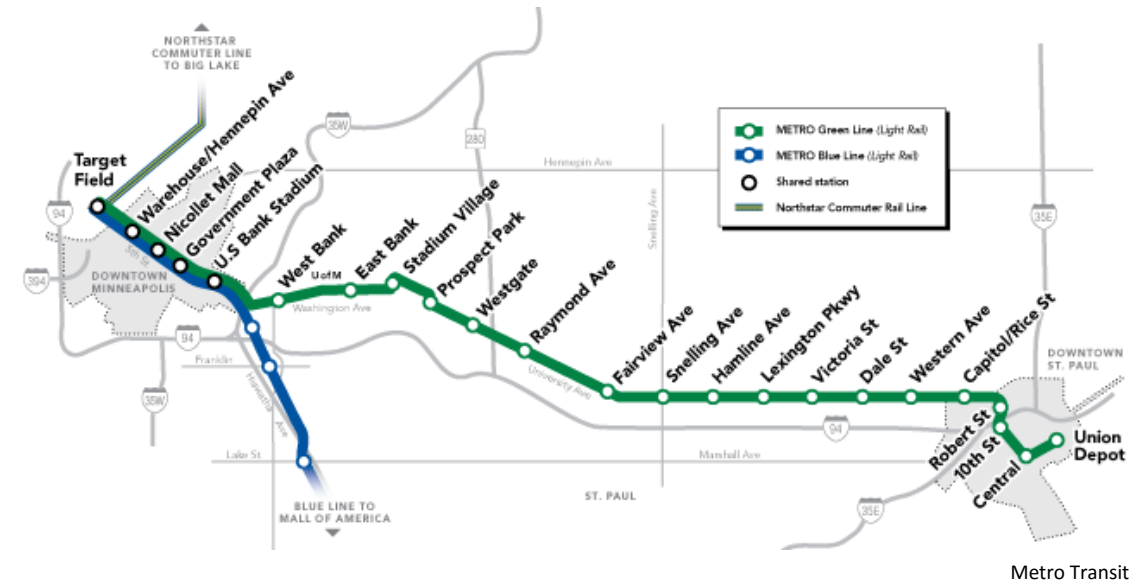 NORTHSTAR
COMMUTER LINE
TO BIG LAKE
Target
Field
Warehouse/Hennepin Ave
Nicollet Mall
Government Plaza
U.S Bank Stadium
West Bank
U of M
East Bank
Stadium Village
Prospect Park
Westgate
Raymond Ave
Fairview Ave
Snelling Ave
Hamline Ave
Lexington Pkwy
Victoria St
Dale St
Western Ave
Capitol/Rice St
Robert St
10th St
Central
Union
Depot
METRO Green Line (Light Rail)
METRO Blue Line (Light Rail)
Shared station
Northstar Commuter Rail Line
35W
280
Hennepin Ave
Snelling Ave
35E
94
394
5th St
DOWNTOWN
MINNEAPOLIS
Washington Ave
94
Franklin
Hiawatha Ave
35W
University Ave
94
DOWNTOWN
ST. PAUL
Lake St
Marshall Ave
BLUE LINE TO
MALL OF AMERICA
ST. PAUL
35E
Metro Transit